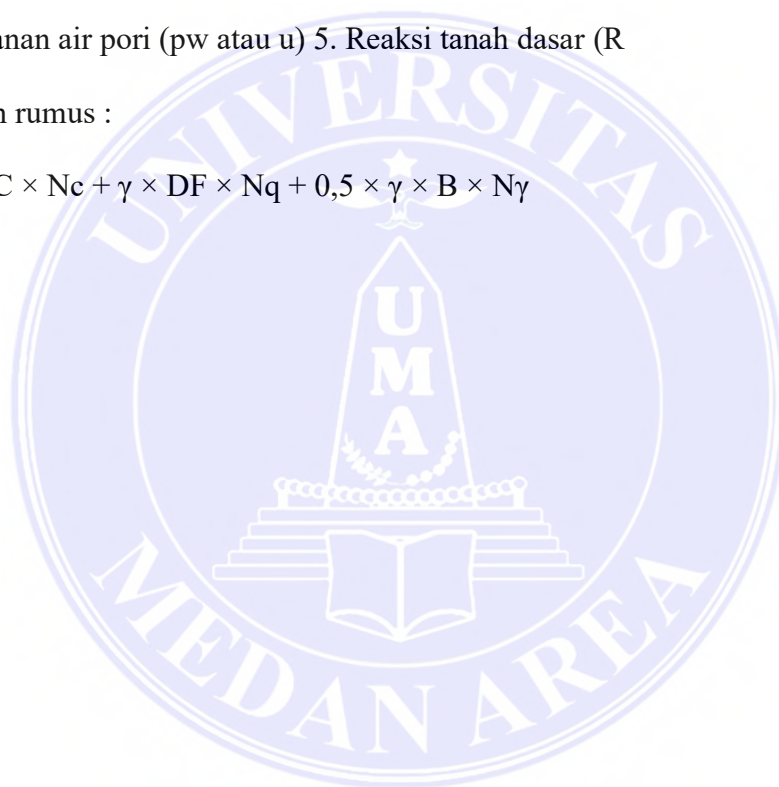 anan air pori (pw atau u) 5. Reaksi tanah dasar (R
rumus :
C × Nc + γ × DF × Nq + 0,5 × γ × B × Nγ
UNIVERSITAS
UMA
MEDAN AREA